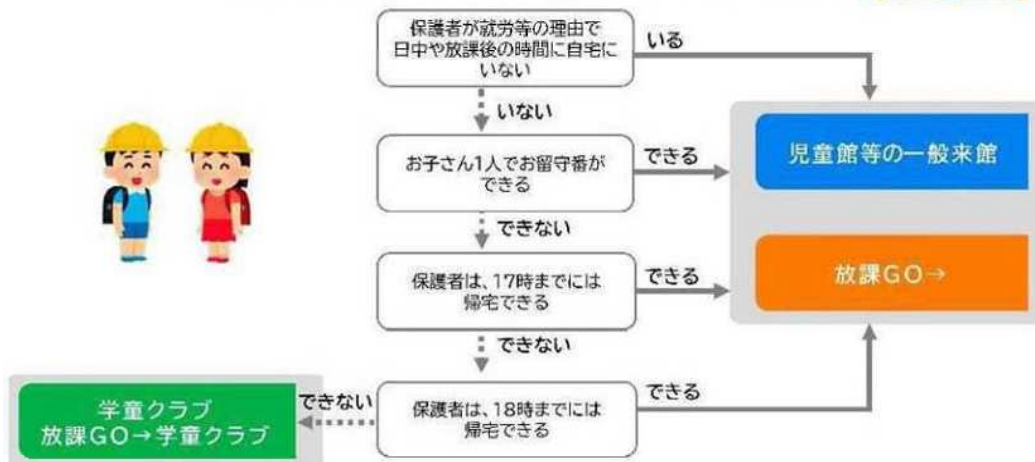 保護者が就労等の理由で
日中や放課後の時間に自宅に
いない
いる
いない
お子さん1人でお留守番が
できる
できる
児童館等の一般来館
できない
保護者は、17時までには
帰宅できる
できる
放課GO→
できない
保護者は、18時までには
帰宅できる
できる
できない
学童クラブ
放課GO→学童クラブ